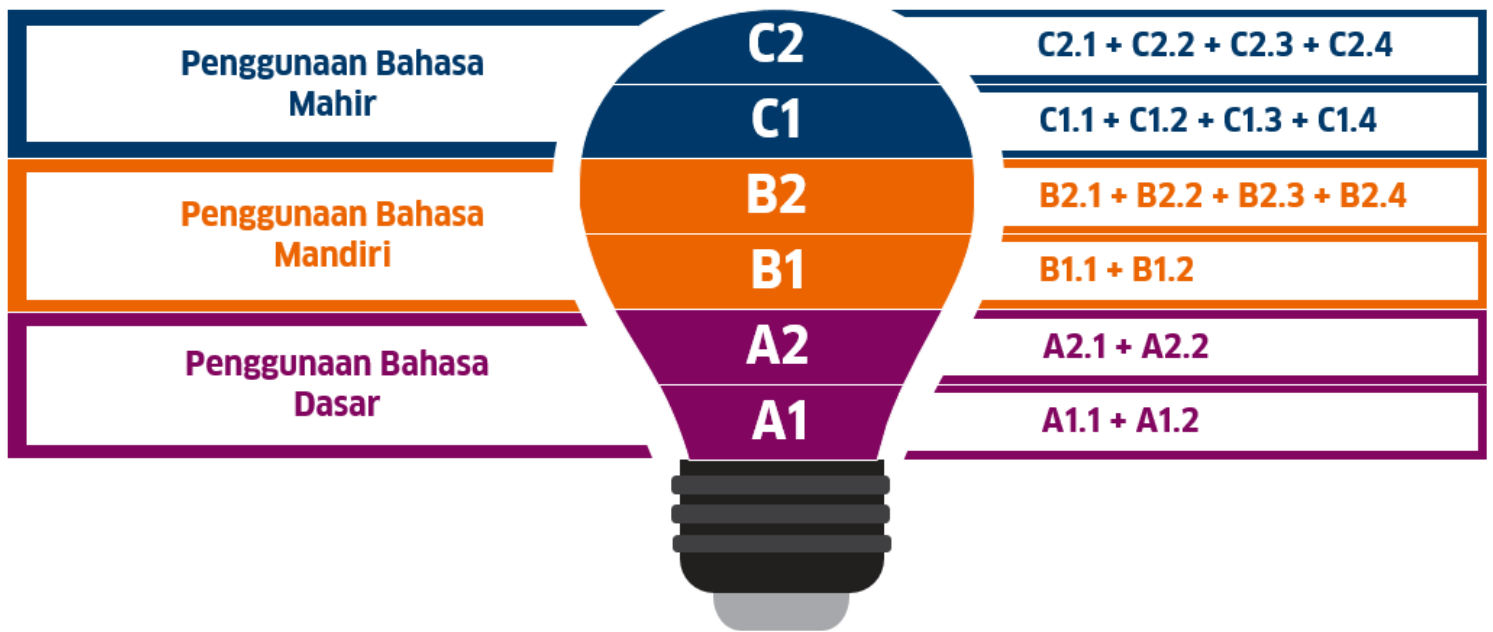 Penggunaan Bahasa
Mahir
C2
C2.1 + C2.2 + C2.3 + C2.4
C1
C1.1 + C1.2 + C1.3 + C1.4
Penggunaan Bahasa
Mandiri
B2
B2.1 + B2.2 + B2.3 + B2.4
B1
B1.1 + B1.2
Penggunaan Bahasa
Dasar
A2
A2.1 + A2.2
A1
A1.1 + A1.2